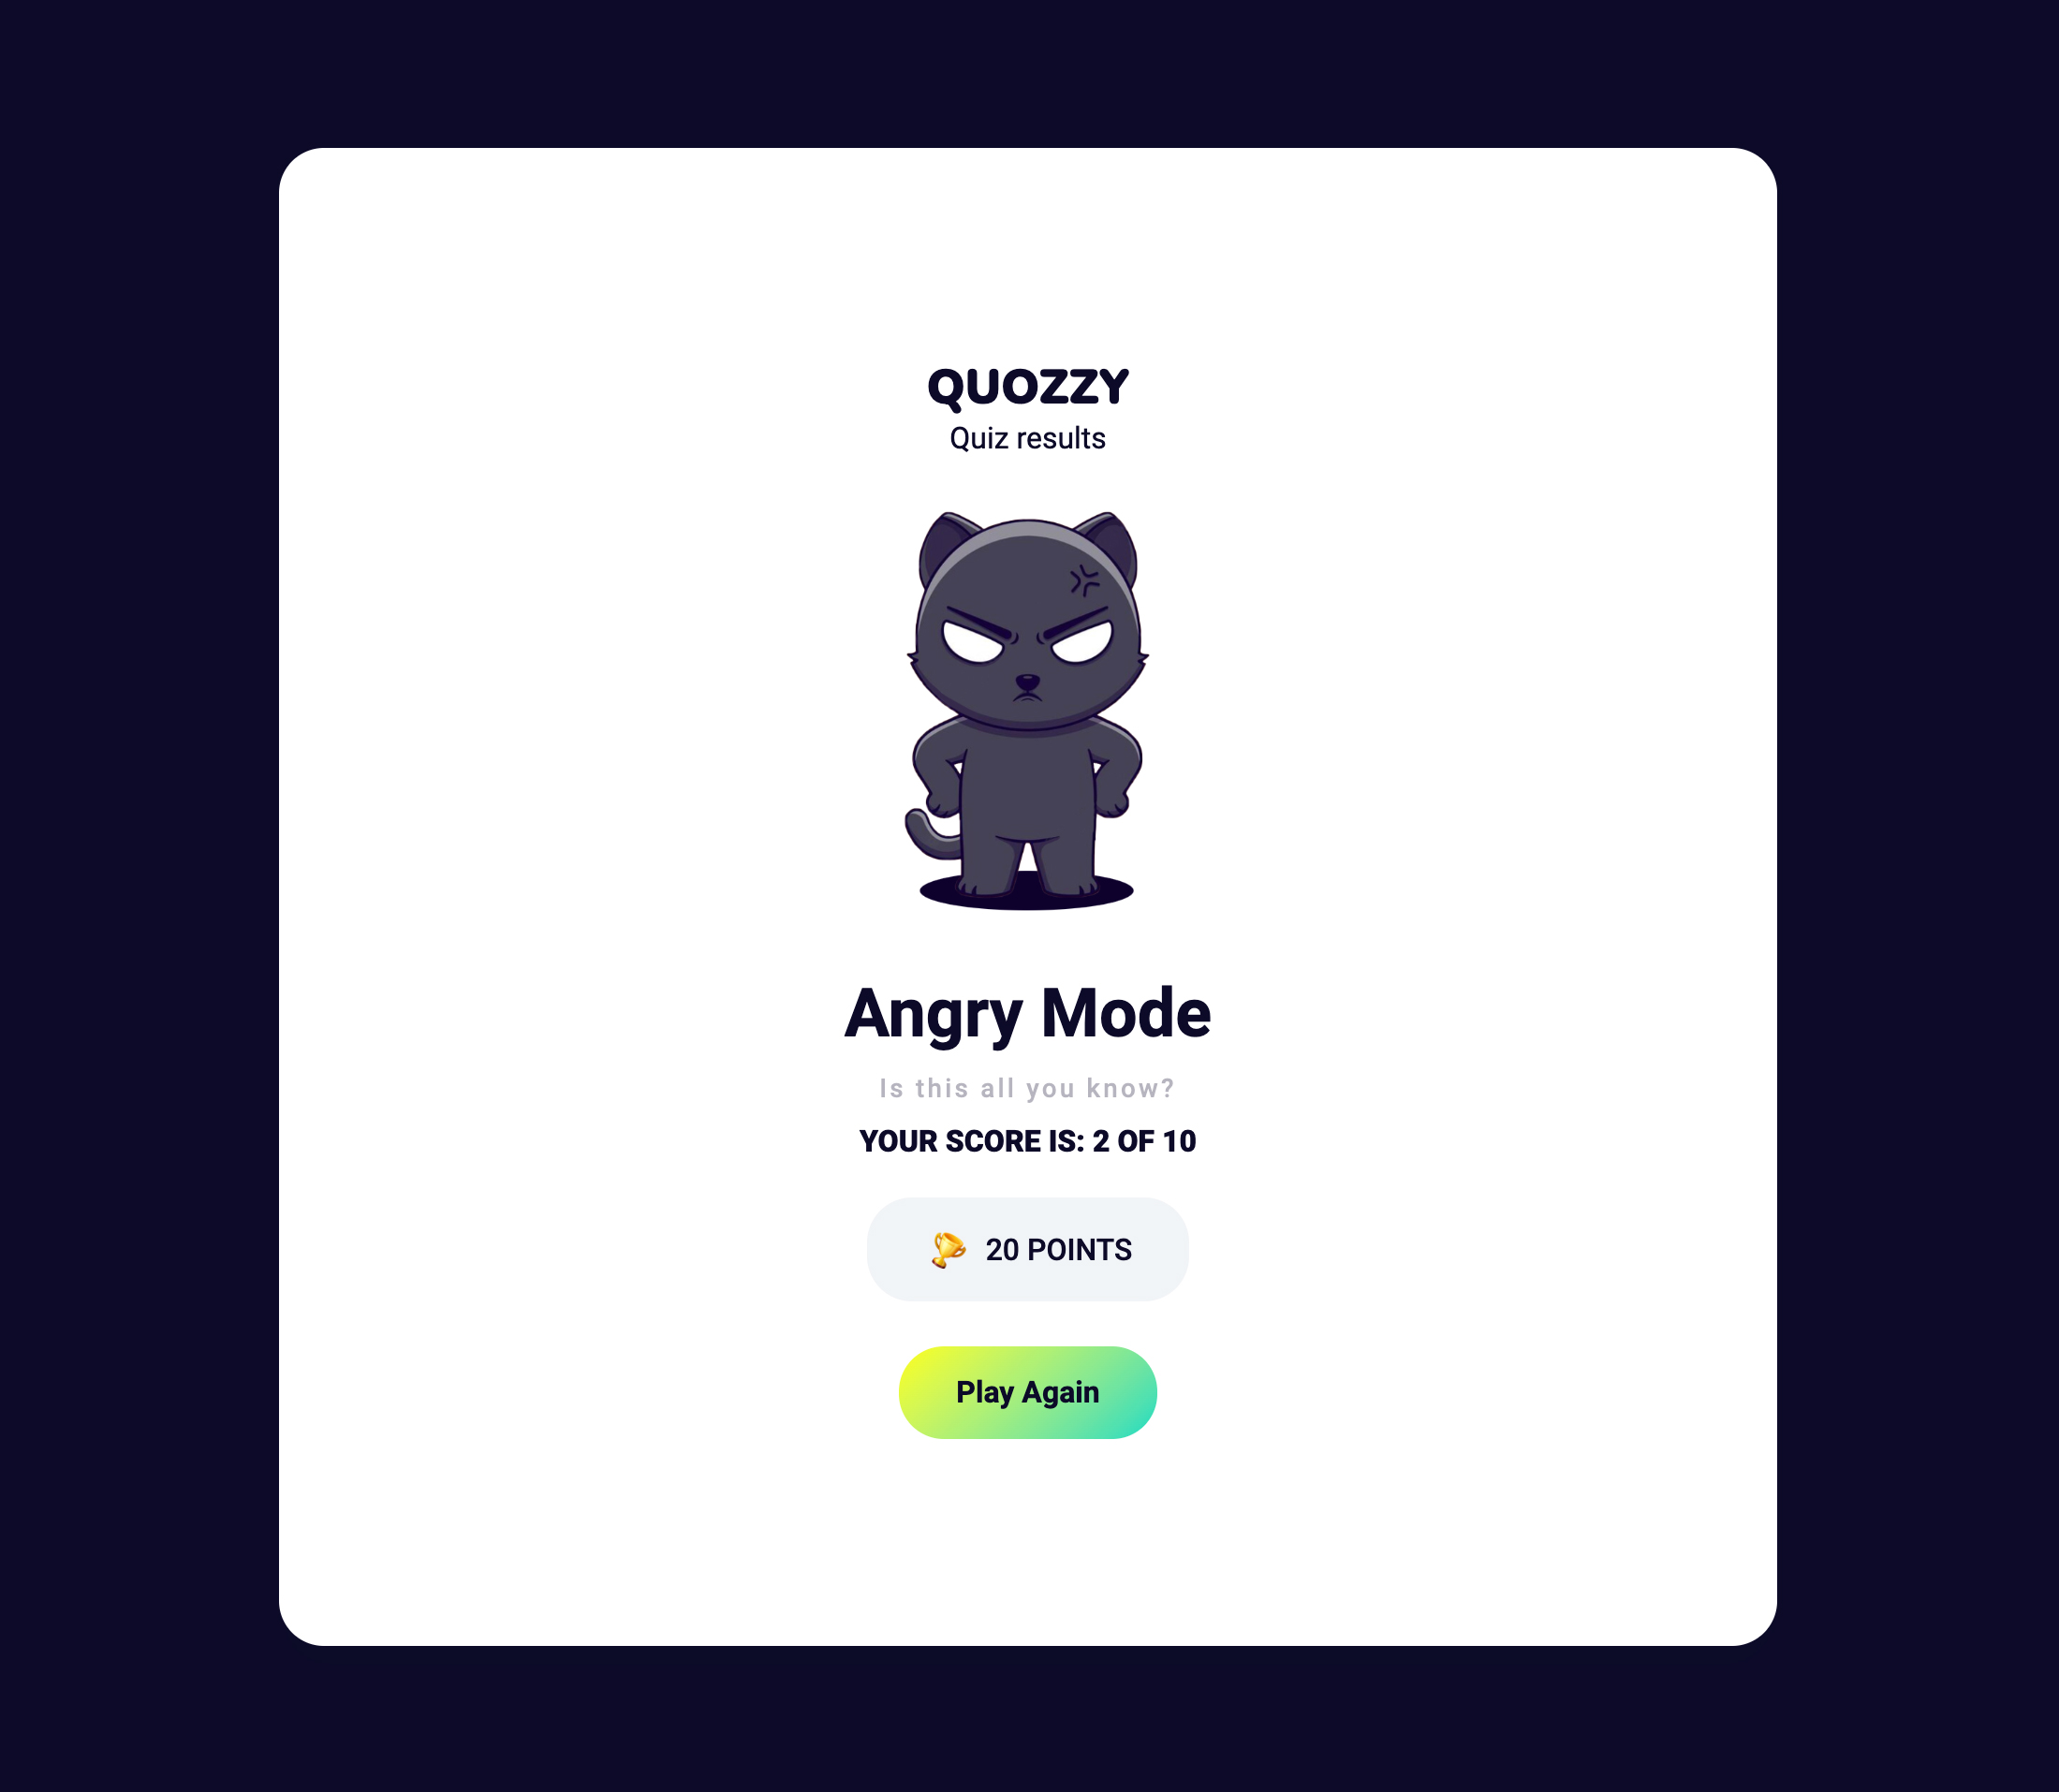 QUOZZY
Quiz results
Angry Mode
Is this all you know?
YOUR SCORE IS: 2 OF 10
20 POINTS
Play Again